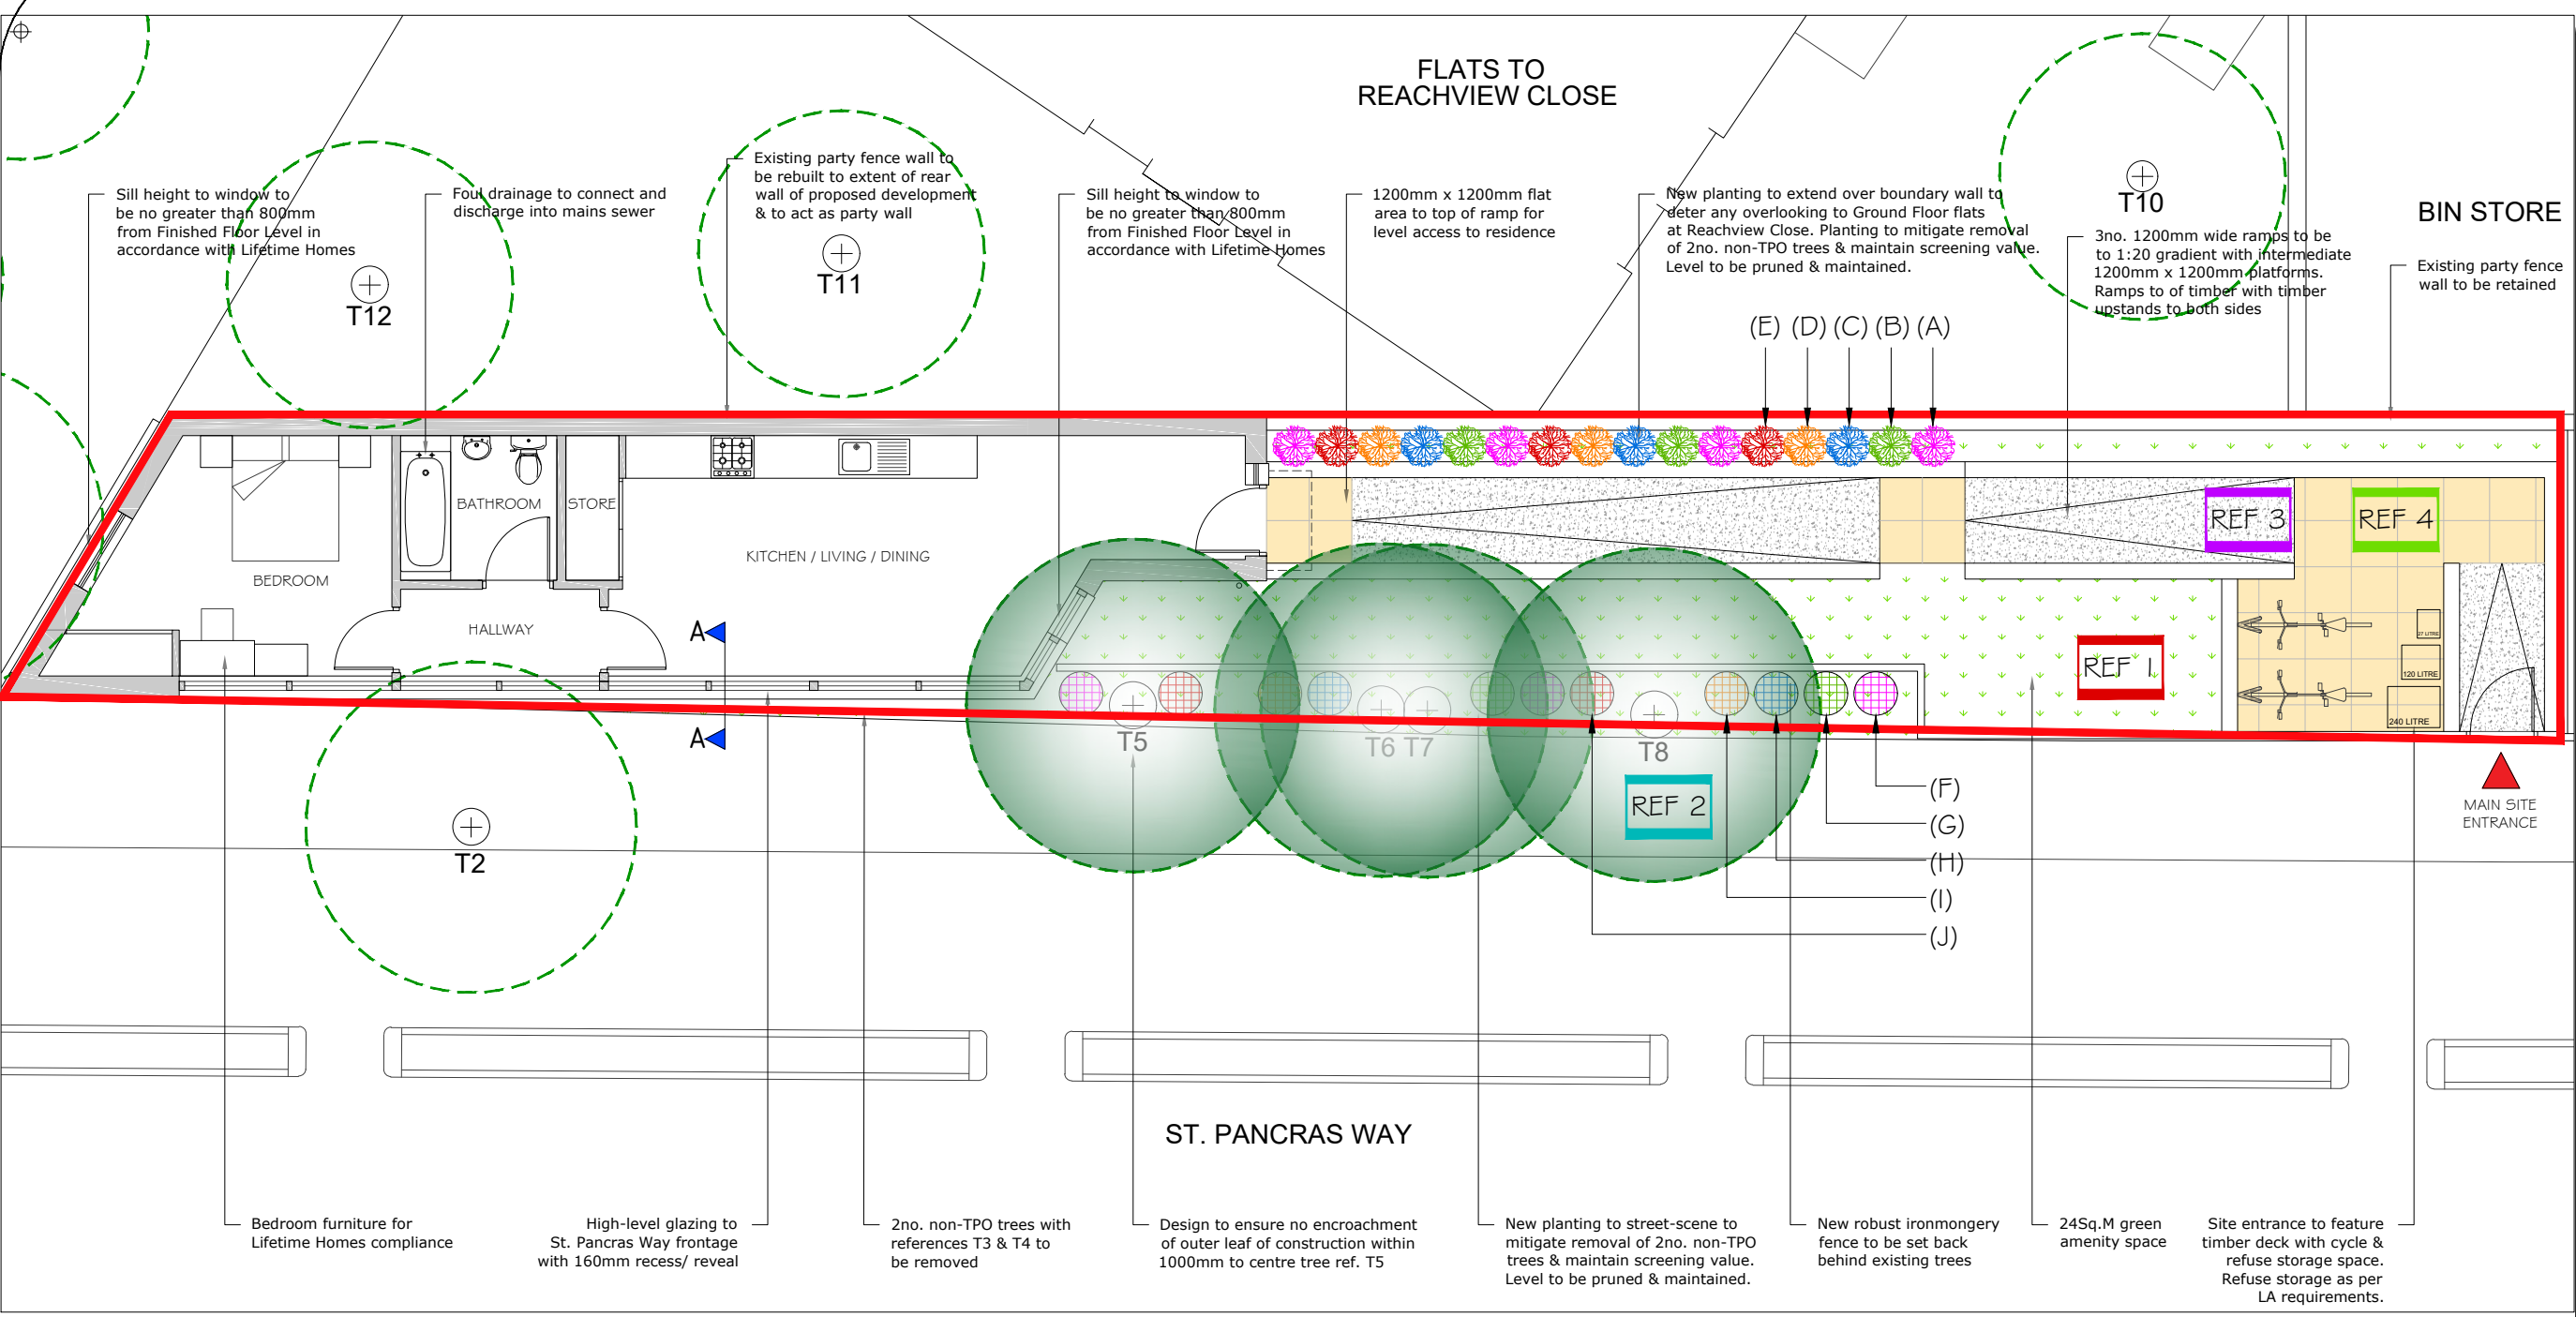 FLATS TO
REACHVIEW CLOSE
BIN STORE
Sill height to window to
be no greater than 800mm
from Finished Floor Level in
accordance with Lifetime Homes
Foul drainage to connect and
discharge into mains sewer
Existing party fence wall to
be rebuilt to extent of rear
wall of proposed development
& to act as party wall
Sill height to window to
be no greater than 800mm
from Finished Floor Level in
accordance with Lifetime Homes
1200mm x 1200mm flat
area to top of ramp for
level access to residence
New planting to extend over boundary wall to
deter any overlooking to Ground Floor flats
at Reachview Close. Planting to mitigate removal
of 2no. non-TPO trees & maintain screening value.
Level to be pruned & maintained.
T10
3no. 1200mm wide ramps to be
to 1:20 gradient with intermediate
1200mm x 1200mm platforms.
Ramps to of timber with timber
upstands to both sides
Existing party fence
wall to be retained
T12
T11
(E) (D) (C) (B) (A)
BEDROOM
BATHROOM
STORE
HALLWAY
KITCHEN / LIVING / DINING
A
A
REF 3
REF 4
REF 1
REF 2
27 LITRE
120 LITRE
240 LITRE
T2
T5
T6 T7
T8
(F)
(G)
(H)
(I)
(J)
MAIN SITE
ENTRANCE
ST. PANCRAS WAY
Bedroom furniture for
Lifetime Homes compliance
High-level glazing to
St. Pancras Way frontage
with 160mm recess/ reveal
2no. non-TPO trees with
references T3 & T4 to
be removed
Design to ensure no encroachment
of outer leaf of construction within
1000mm to centre tree ref. T5
New planting to street-scene to
mitigate removal of 2no. non-TPO
trees & maintain screening value.
Level to be pruned & maintained.
New robust ironmongery
fence to be set back
behind existing trees
24Sq.M green
amenity space
Site entrance to feature
timber deck with cycle &
refuse storage space.
Refuse storage as per
LA requirements.